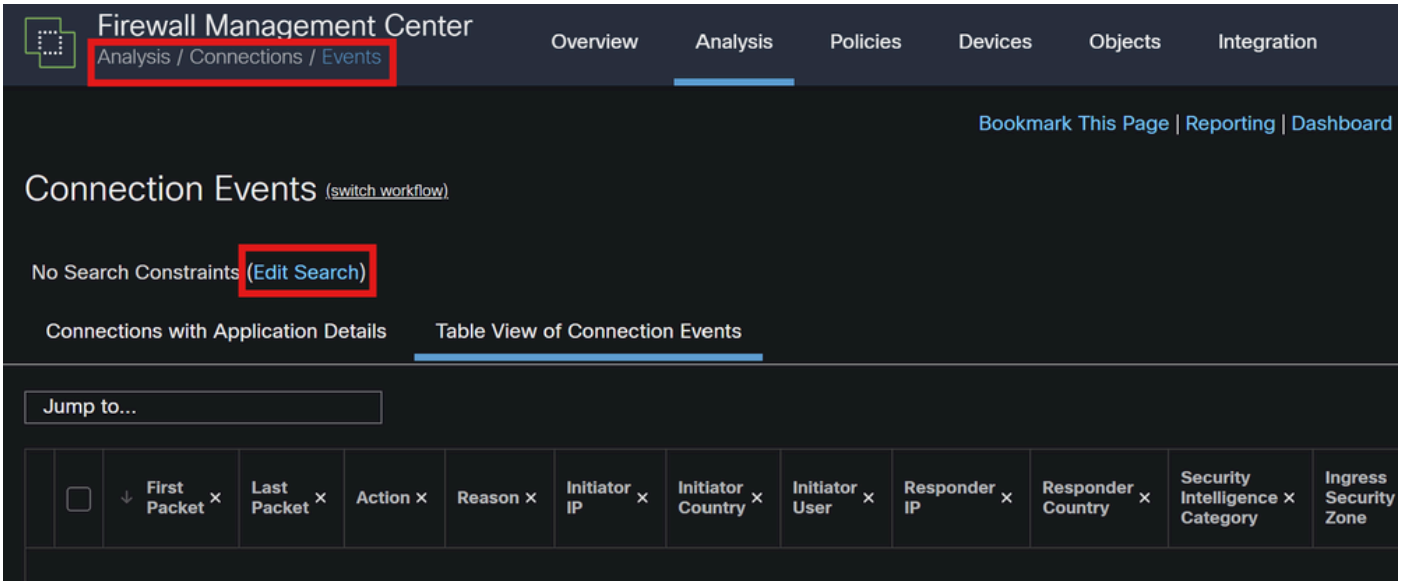 Firewall Management Center
Analysis / Connections / Events
Overview Analysis Policies Devices Objects Integration
Bookmark This Page | Reporting | Dashboard
Connection Events (switch workflow)
No Search Constraints (Edit Search)
Connections with Application Details Table View of Connection Events
Jump to...
↓ First Packet × Last Packet × Action × Reason × Initiator IP × Initiator Country × Initiator User × Responder IP × Responder Country × Security Intelligence Category × Ingress Security Zone